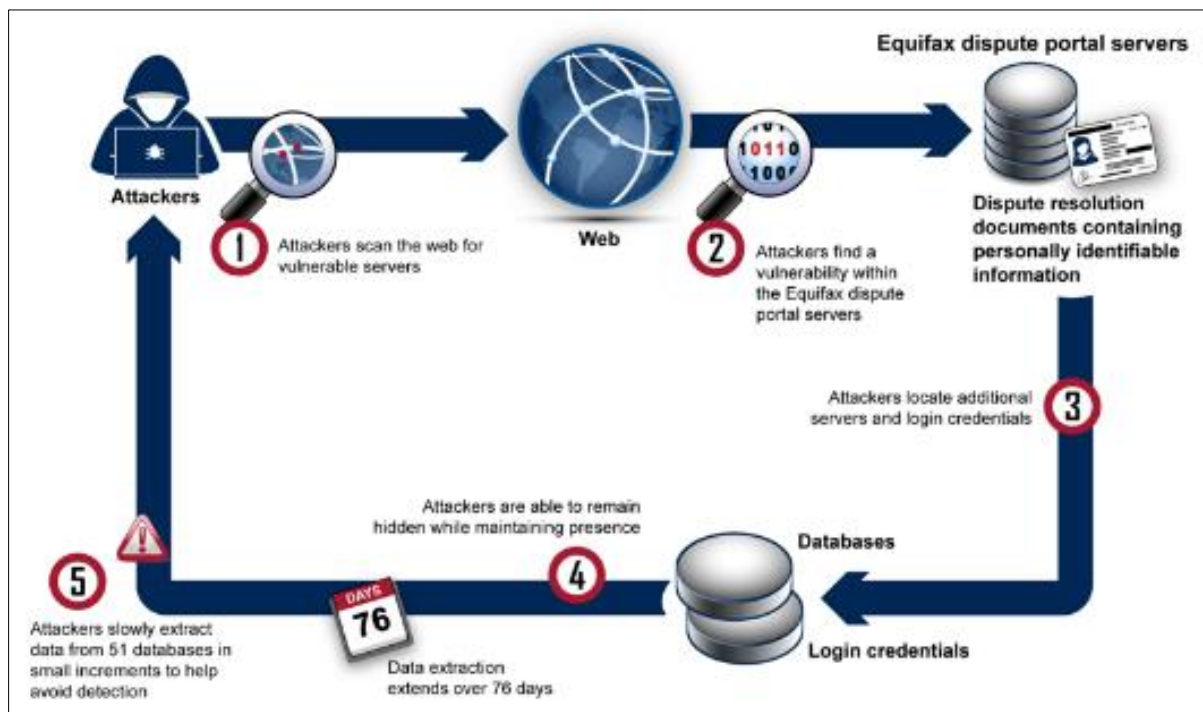 Equifax dispute portal servers
Attackers
1
Attackers scan the web for
vulnerable servers
Web
10110
2
Attackers find a
vulnerability within
the Equifax dispute
portal servers
Dispute resolution
documents containing
personally identifiable
information
Attackers locate additional
servers and login credentials
3
Attackers are able to remain
hidden while maintaining presence
4
Databases
Login credentials
DAYS
76
Data extraction
extends over 76 days
5
Attackers slowly extract
data from 51 databases in
small increments to help
avoid detection